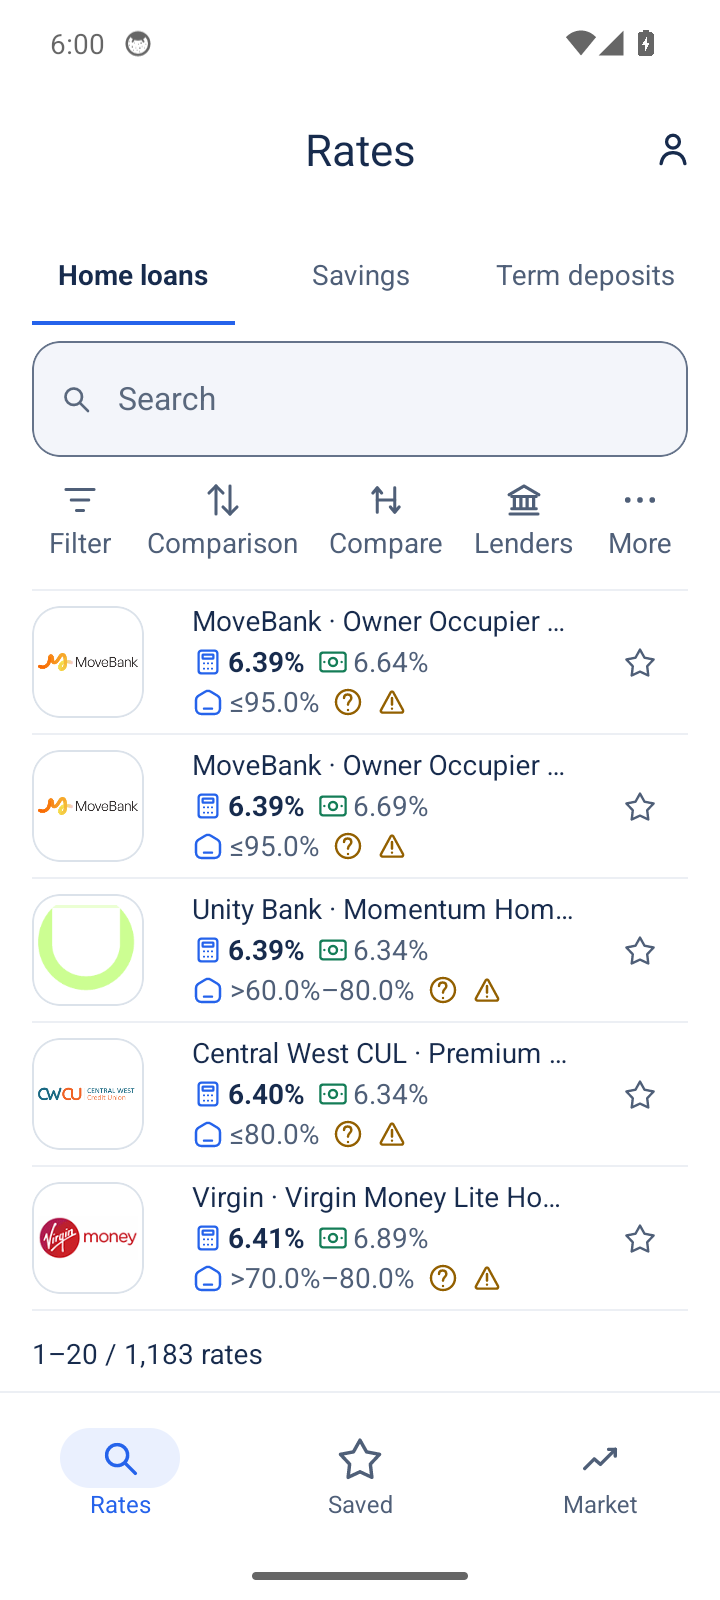 6:00
Rates
Home loans
Savings
Term deposits
Search
Filter
Comparison
Compare
Lenders
More
MoveBank
MoveBank · Owner Occupier ...
6.39% 6.64%
≤95.0%
MoveBank
MoveBank · Owner Occupier ...
6.39% 6.69%
≤95.0%
Unity Bank · Momentum Hom...
6.39% 6.34%
>60.0%–80.0%
CWCU CENTRAL WEST
Credit Union
Central West CUL · Premium ...
6.40% 6.34%
≤80.0%
Virgin money
Virgin · Virgin Money Lite Ho...
6.41% 6.89%
>70.0%–80.0%
1–20 / 1,183 rates
Rates
Saved
Market